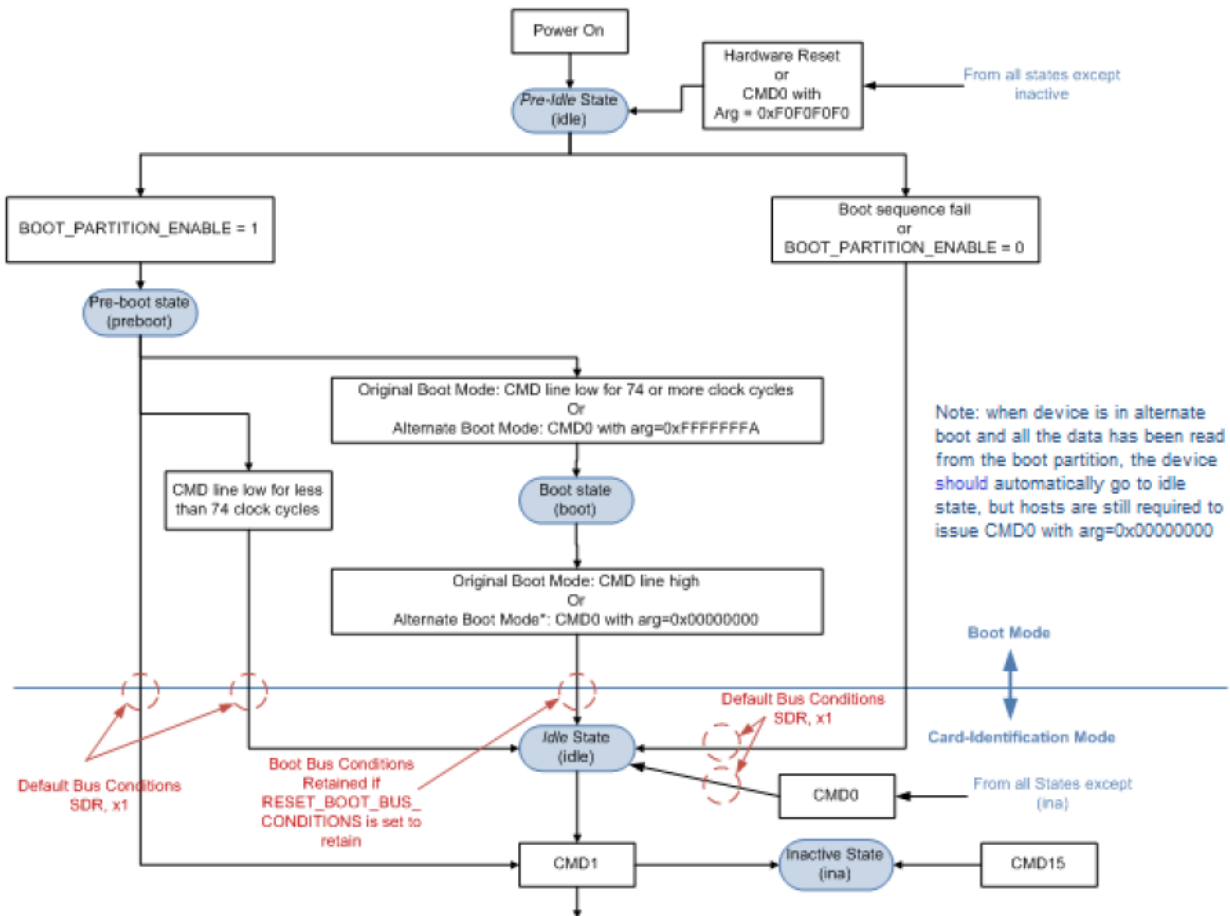 Power On
Hardware Reset
or
CMD0 with
Arg = 0xF0F0F0F0
From all states except
inactive
Pre-Idle State
(idle)
BOOT_PARTITION_ENABLE = 1
Boot sequence fail
or
BOOT_PARTITION_ENABLE = 0
Pre-boot state
(preboot)
Original Boot Mode: CMD line low for 74 or more clock cycles
Or
Alternate Boot Mode: CMD0 with arg=0xFFFFFFFA
Note: when device is in alternate
boot and all the data has been read
from the boot partition, the device
should automatically go to idle
state, but hosts are still required to
issue CMD0 with arg=0x00000000
CMD line low for less
than 74 clock cycles
Boot state
(boot)
Original Boot Mode: CMD line high
Or
Alternate Boot Mode*: CMD0 with arg=0x00000000
Boot Mode
Card-Identification Mode
Default Bus Conditions
SDR, x1
Idle State
(idle)
Default Bus Conditions
SDR, x1
Boot Bus Conditions
Retained if
RESET_BOOT_BUS_
CONDITIONS is set to
retain
CMD0
From all States except
(ina)
CMD1
Inactive State
(ina)
CMD15